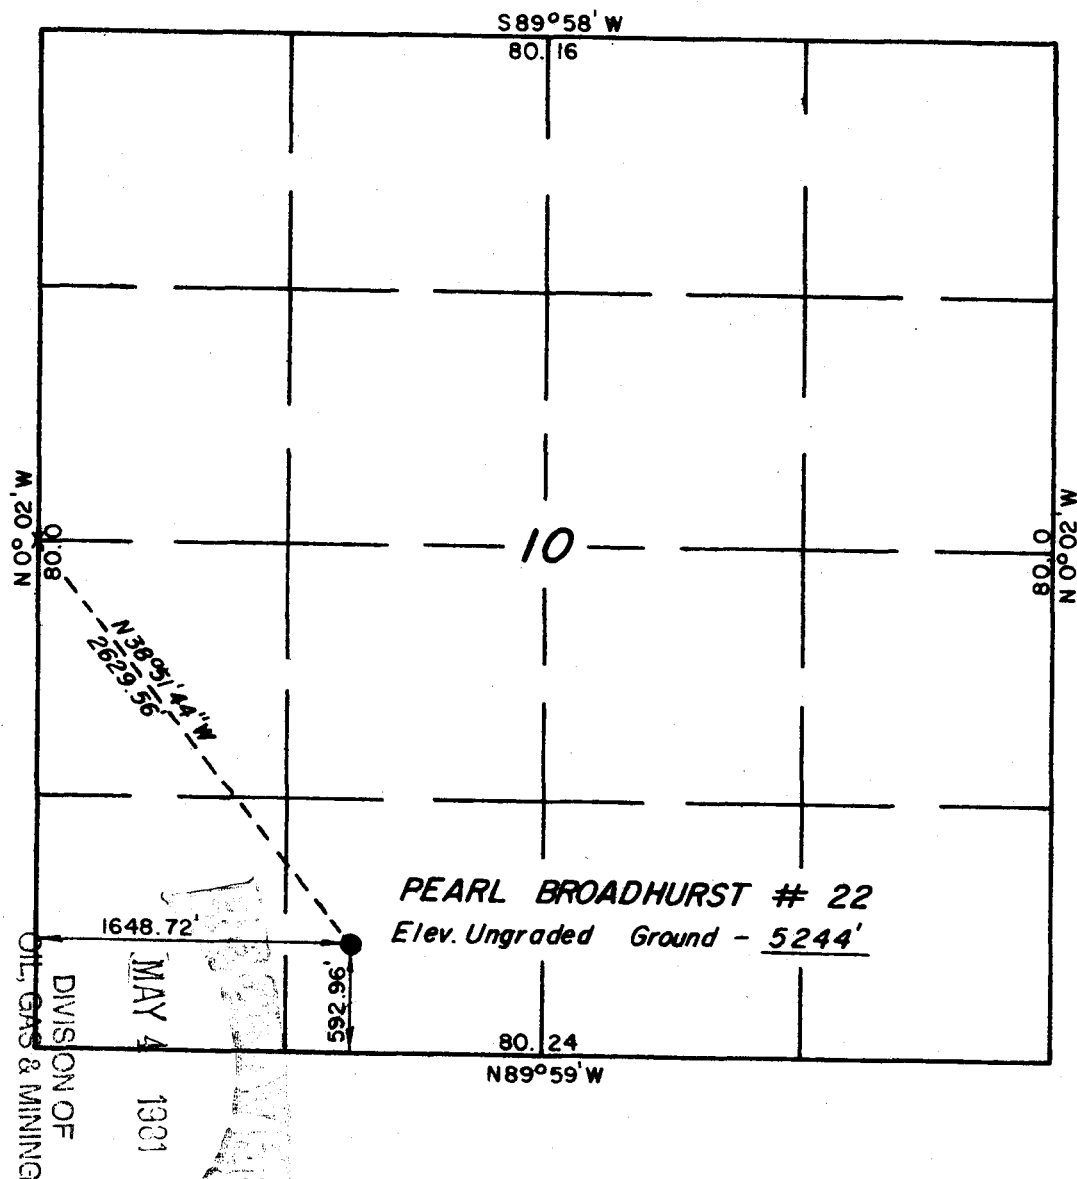 S89°58'W
80.16
N0°02'W
80.0
10
80.0
N0°02'W
N38°51'44"W
2629.56'
PEARL BROADHURST # 22
Elev. Ungraded Ground - 5244'
1648.72'
592.96'
80.24
N89°59'W
MAY 4 1981
DIVISION OF
OIL, GAS & MINING